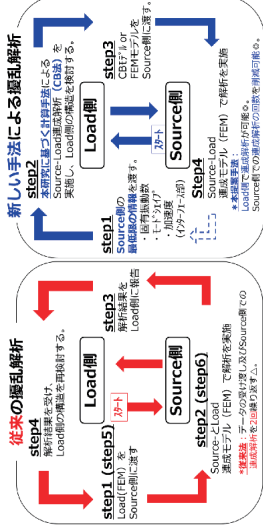 従来の擾乱解析
step4
解析結果を受け、
Load側の構造を再検討する。
step3
解析結果を
Load側に報告
Load側
スタート
Source側
step1 (step5)
Load(FEM)を
Source側に渡す
step2 (step6)
Source-とLoad
連成モデル（FEM）で解析を実施
*従来法：データの受け渡し及びSource側での
連成解析を2回繰り返す△。
新しい手法による擾乱解析
step2
本研究に基づく計算手法による
Source-Load連成解析（CB法）を
実施し、Load側の構造を検討する。
step3
CBモデル or
FEMモデルを
Source側に渡す。
Load側
スタート
Source側
step1
Source側の
最低限の情報を渡す。
・固有振動数
・モードシェイプ
・加速度
(インターフェース部)
Step4
Source-Load
連成モデル（FEM）で解析を実施
*本提案手法：
Load側で連成解析が可能◎。
Source側での連成解析の回数を削減可能◎。